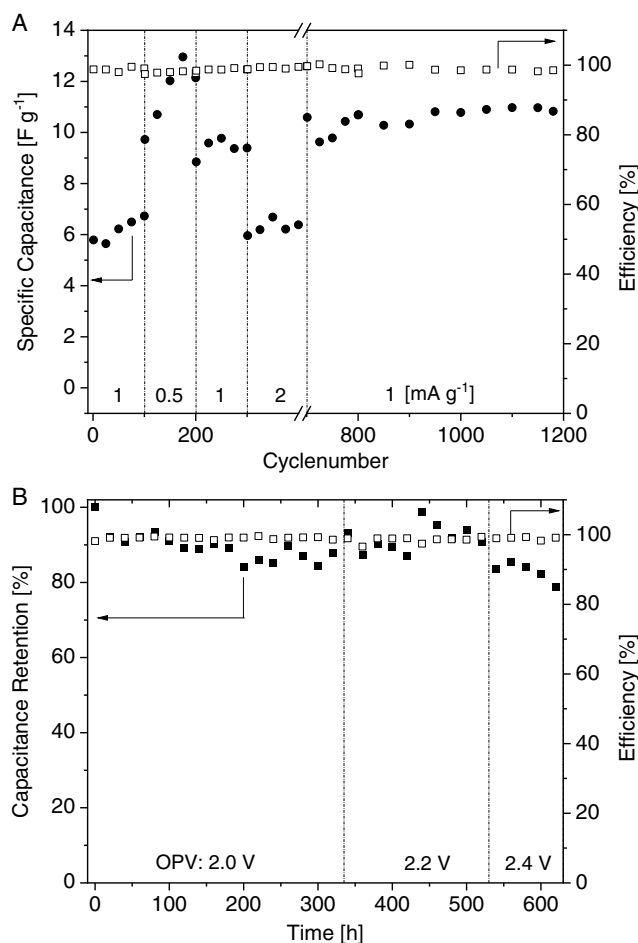 A
14
12
10
8
6
4
2
0
Specific Capacitance [F g⁻¹]
100
80
60
40
20
0
Efficiency [%]
1 0.5 1 2 1 [mA g⁻¹]
0 200 800 1000 1200
Cyclenumber
B
100
80
60
40
20
0
Capacitance Retention [%]
100
80
60
40
20
0
Efficiency [%]
OPV: 2.0 V 2.2 V 2.4 V
0 100 200 300 400 500 600
Time [h]